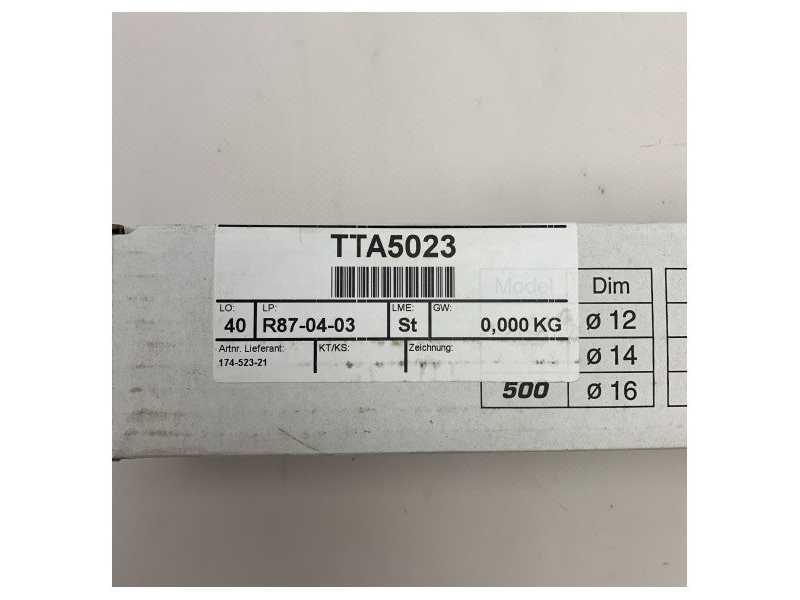 TTA5023
LO: LP: LME: GW:
40 R87-04-03 St 0,000 KG
Artnr. Lieferant: KT/KS: Zeichnung:
174-523-21
Model Dim
ø 12
ø 14
500 ø 16